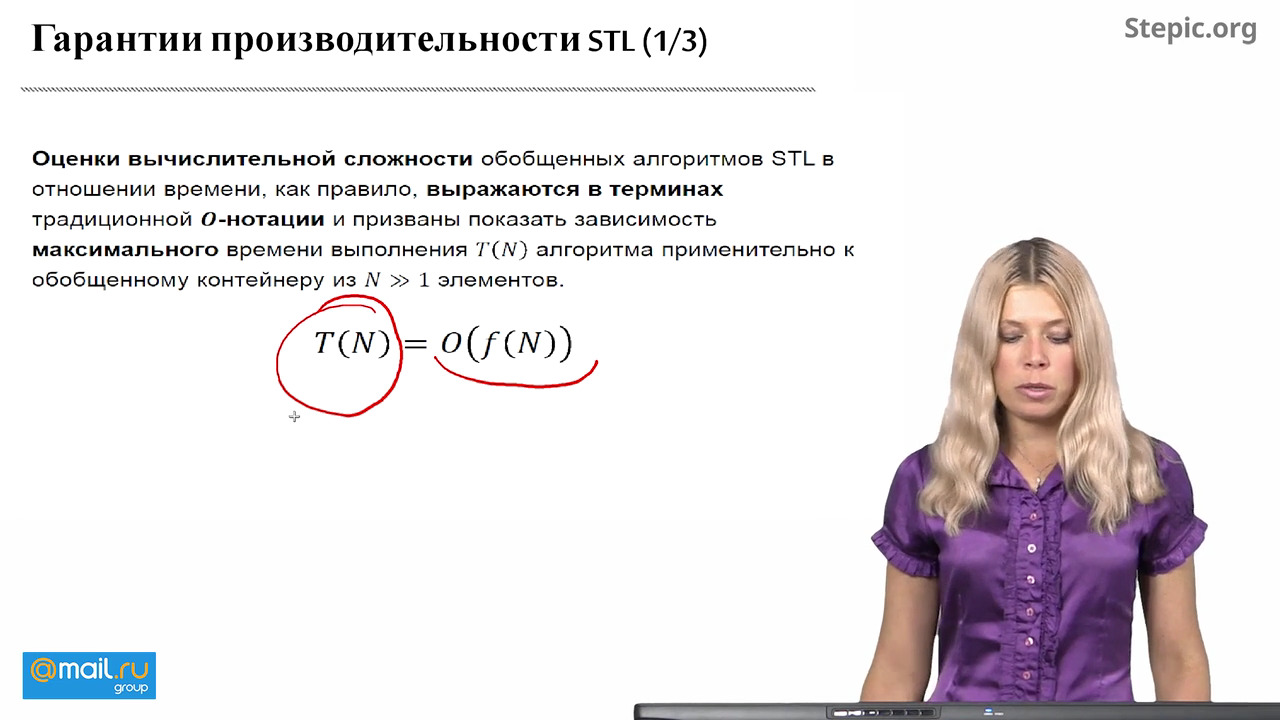 Гарантии производительности STL (1/3)
Stepic.org
Оценки вычислительной сложности обобщенных алгоритмов STL в
отношении времени, как правило, выражаются в терминах
традиционной O-нотации и призваны показать зависимость
максимального времени выполнения T(N) алгоритма применительно к
обобщенному контейнеру из N ≫ 1 элементов.
T(N) = O(f(N))
@mail.ru
group